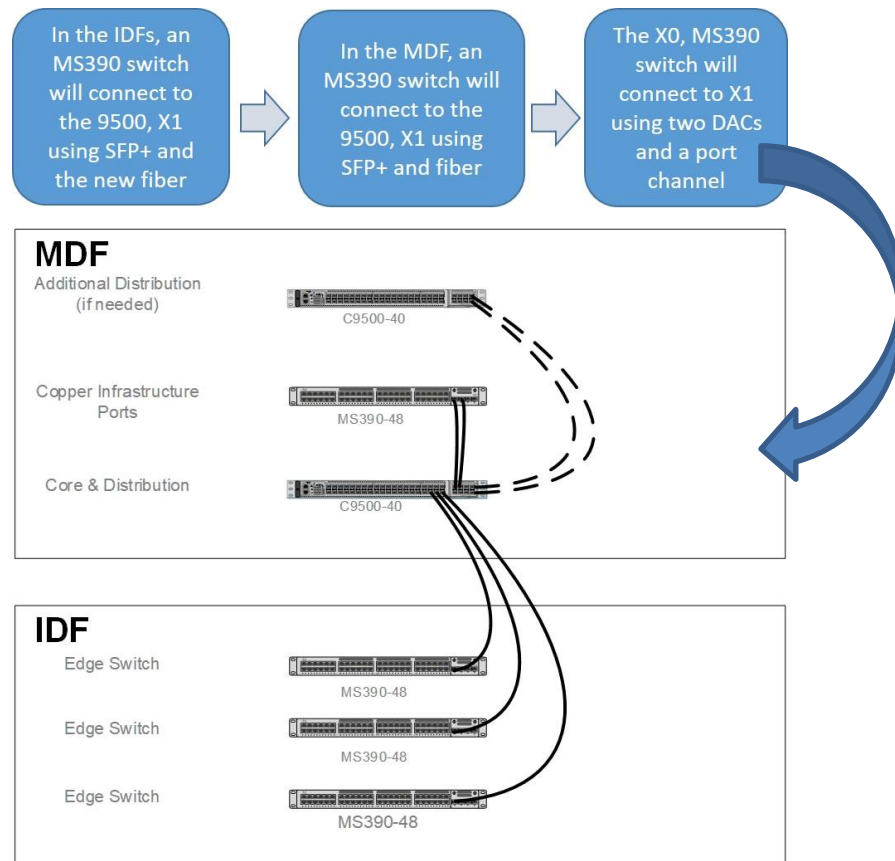 In the IDFs, an
MS390 switch
will connect to
the 9500, X1
using SFP+ and
the new fiber
In the MDF, an
MS390 switch will
connect to the
9500, X1 using
SFP+ and fiber
The X0, MS390
switch will
connect to X1
using two DACs
and a port
channel
MDF
Additional Distribution
(if needed)
C9500-40
Copper Infrastructure
Ports
MS390-48
Core & Distribution
C9500-40
IDF
Edge Switch
MS390-48
Edge Switch
MS390-48
Edge Switch
MS390-48